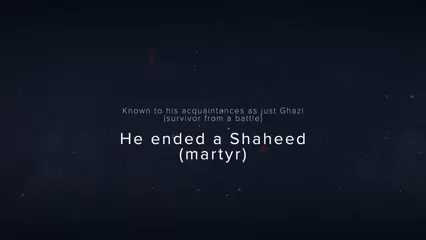 Known to his acquaintances as just Ghazi
(survivor from a battle)
He ended a Shaheed
(martyr)